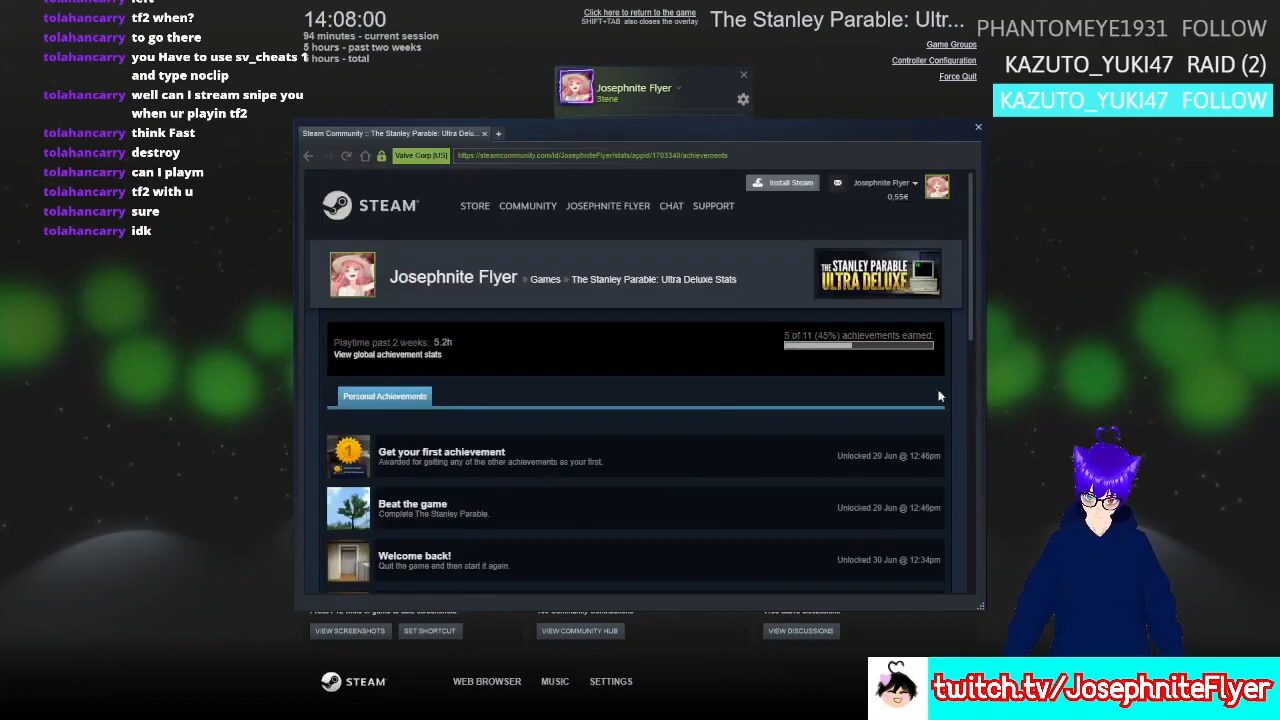 tolahancarry tf2 when?
tolahancarry to go there
tolahancarry you Have to use sv_cheats 1
and type noclip
tolahancarry well can I stream snipe you
when ur playin tf2
tolahancarry think Fast
tolahancarry destroy
tolahancarry can I playm
tolahancarry tf2 with u
tolahancarry sure
tolahancarry idk
14:08:00
94 minutes - current session
5 hours - past two weeks
5 hours - total
Click here to return to the game
SHIFT+TAB also closes the overlay
The Stanley Parable: Ultr...
Game Groups
Controller Configuration
Force Quit
PHANTOMEYE1931 FOLLOW
KAZUTO_YUKI47 RAID (2)
KAZUTO_YUKI47 FOLLOW
Josephnite Flyer
3tene
Steam Community :: The Stanley Parable: Ultra Delu...
Valve Corp [US]
https://steamcommunity.com/id/JosephniteFlyer/stats/appid/1703340/achievements
Install Steam
Josephnite Flyer
0,55€
STEAM
STORE COMMUNITY JOSEPHNITE FLYER CHAT SUPPORT
Josephnite Flyer » Games » The Stanley Parable: Ultra Deluxe Stats
THE STANLEY PARABLE
ULTRA DELUXE
Playtime past 2 weeks: 5.2h
View global achievement stats
5 of 11 (45%) achievements earned:
Personal Achievements
1
Get your first achievement
Awarded for getting any of the other achievements as your first.
Unlocked 29 Jun @ 12:46pm
Beat the game
Complete The Stanley Parable.
Unlocked 29 Jun @ 12:46pm
Welcome back!
Quit the game and then start it again.
Unlocked 30 Jun @ 12:34pm
VIEW SCREENSHOTS
SET SHORTCUT
VIEW COMMUNITY HUB
VIEW DISCUSSIONS
STEAM
WEB BROWSER MUSIC SETTINGS
twitch.tv/JosephniteFlyer